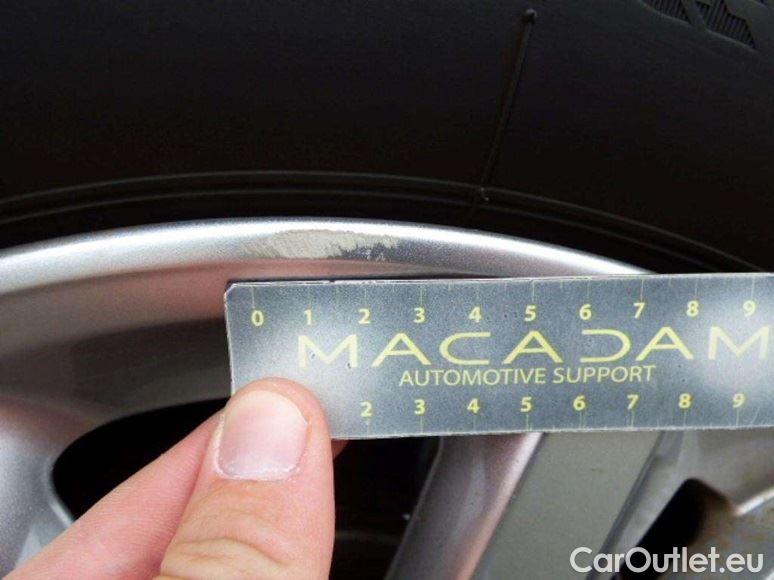 0 1 2 3 4 5 6 7 8 9
MACADAM
AUTOMOTIVE SUPPORT
2 3 4 5 6 7 8 9
CarOutlet.eu